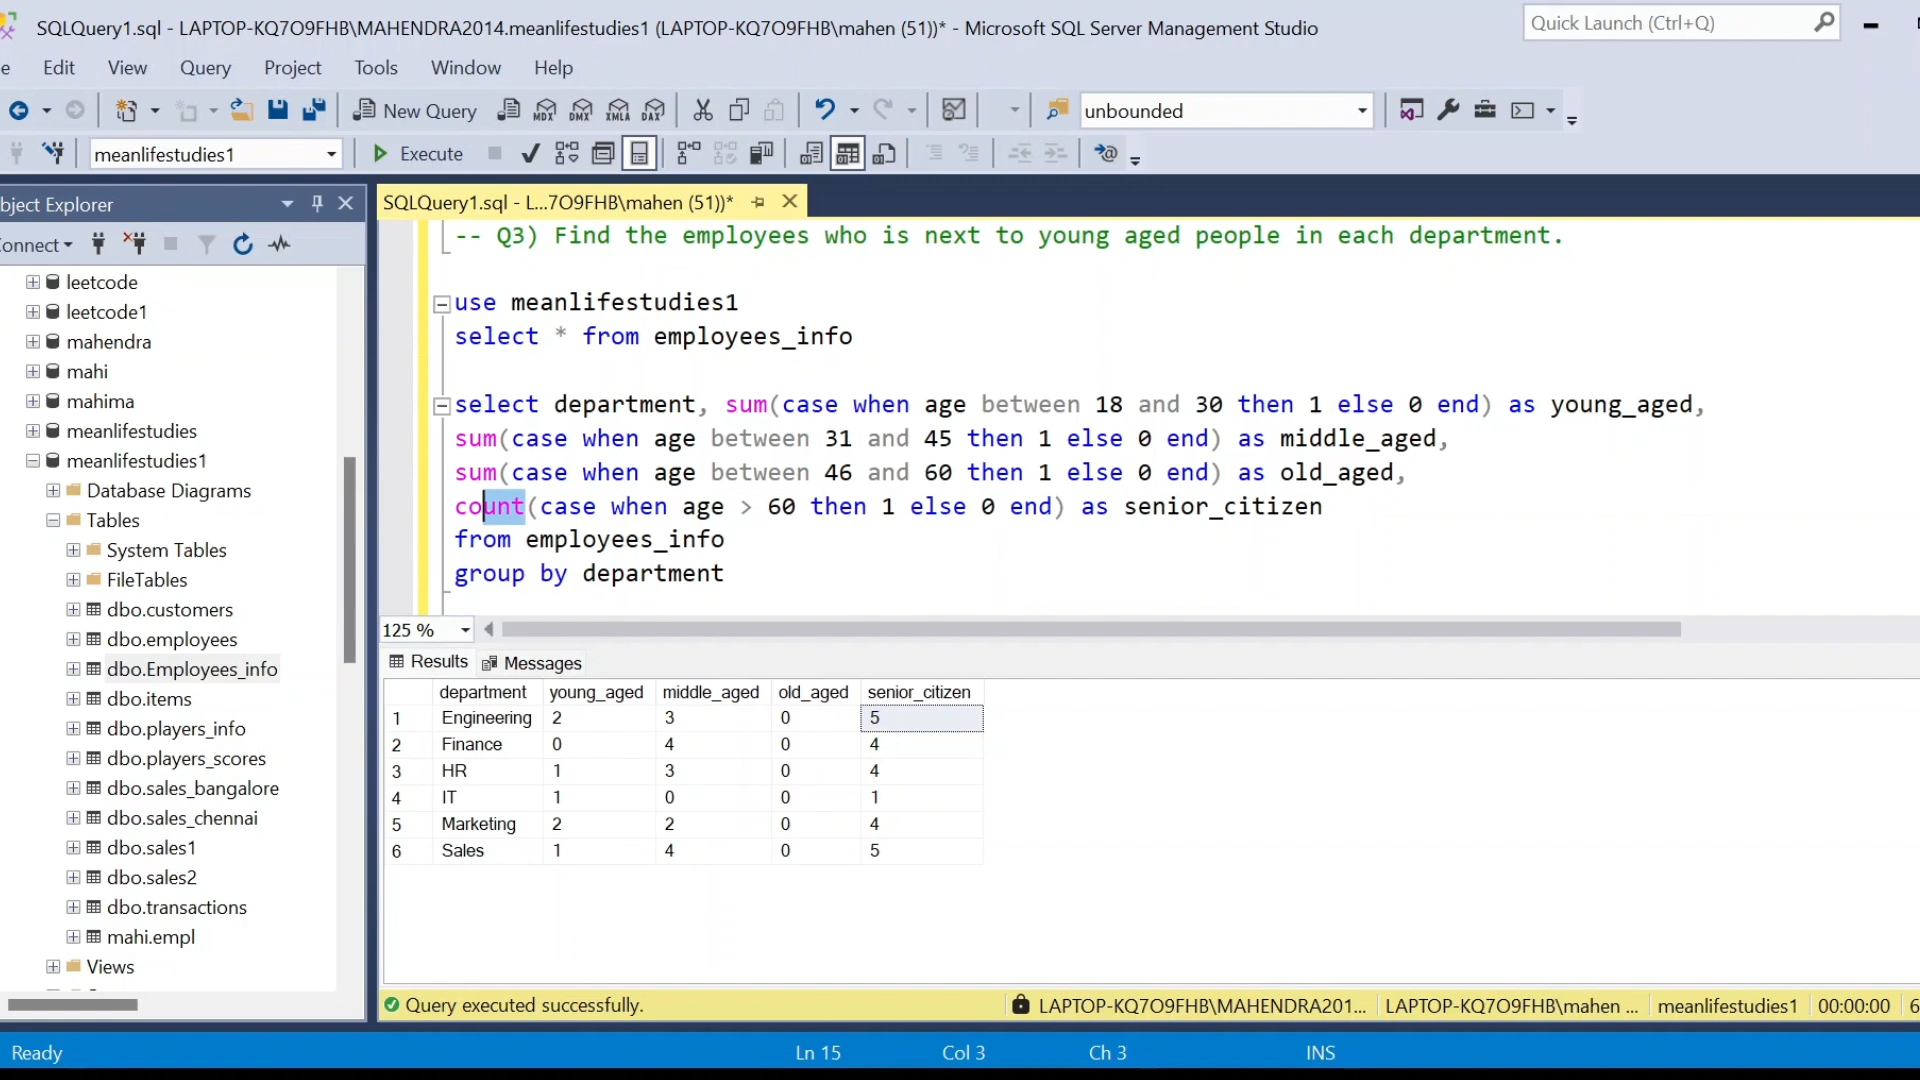 SQLQuery1.sql - LAPTOP-KQ7O9FHB\MAHENDRA2014.meanlifestudies1 (LAPTOP-KQ7O9FHB\mahen (51))* - Microsoft SQL Server Management Studio
Quick Launch (Ctrl+Q)
e Edit View Query Project Tools Window Help
New Query MDX DMX XMLA DAX unbounded
meanlifestudies1 Execute
bject Explorer
SQLQuery1.sql - L...7O9FHB\mahen (51))*
onnect
leetcode
leetcode1
mahendra
mahi
mahima
meanlifestudies
meanlifestudies1
Database Diagrams
Tables
System Tables
FileTables
dbo.customers
dbo.employees
dbo.Employees_info
dbo.items
dbo.players_info
dbo.players_scores
dbo.sales_bangalore
dbo.sales_chennai
dbo.sales1
dbo.sales2
dbo.transactions
mahi.empl
Views
-- Q3) Find the employees who is next to young aged people in each department.
use meanlifestudies1
select * from employees_info
select department, sum(case when age between 18 and 30 then 1 else 0 end) as young_aged,
sum(case when age between 31 and 45 then 1 else 0 end) as middle_aged,
sum(case when age between 46 and 60 then 1 else 0 end) as old_aged,
count(case when age > 60 then 1 else 0 end) as senior_citizen
from employees_info
group by department
125 %
Results Messages
department young_aged middle_aged old_aged senior_citizen
1 Engineering 2 3 0 5
2 Finance 0 4 0 4
3 HR 1 3 0 4
4 IT 1 0 0 1
5 Marketing 2 2 0 4
6 Sales 1 4 0 5
Query executed successfully. LAPTOP-KQ7O9FHB\MAHENDRA201... LAPTOP-KQ7O9FHB\mahen ... meanlifestudies1 00:00:00 6
Ready Ln 15 Col 3 Ch 3 INS